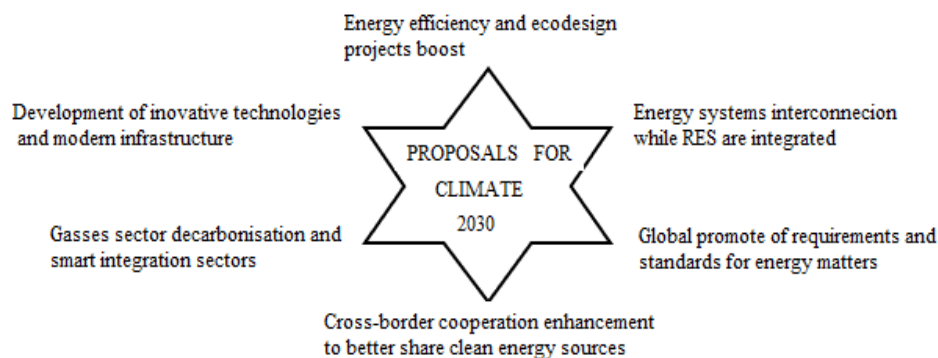 Energy efficiency and ecodesign
projects boost
Development of inovative technologies
and modern infrastructure
Energy systems interconnecion
while RES are integrated
PROPOSALS FOR
CLIMATE
2030
Gasses sector decarbonisation and
smart integration sectors
Global promote of requirements and
standards for energy matters
Cross-border cooperation enhancement
to better share clean energy sources